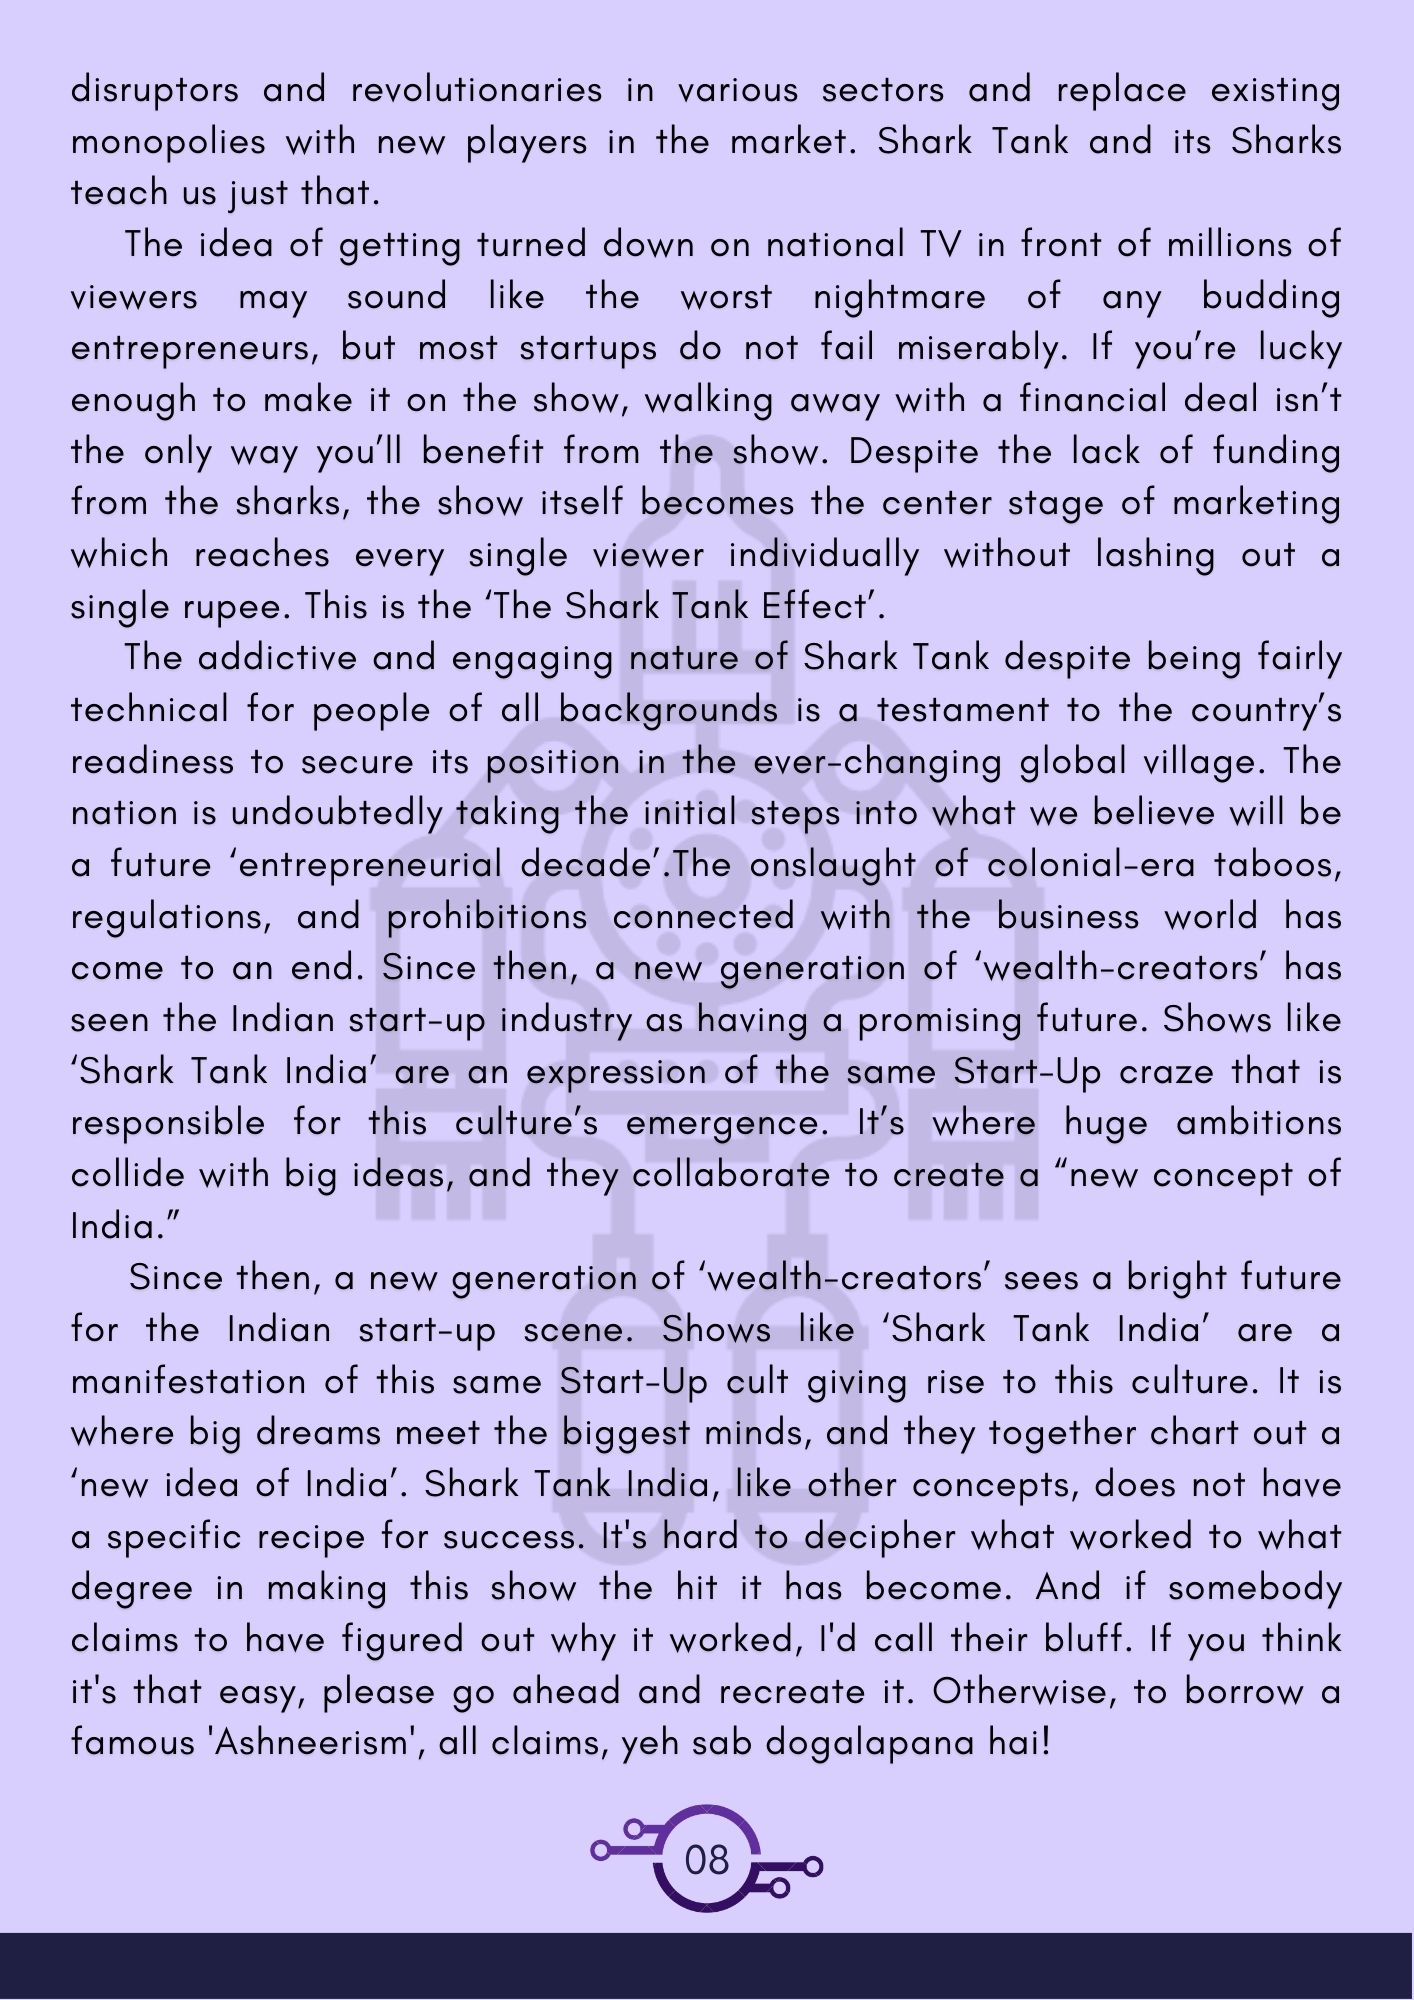 disruptors and revolutionaries in various sectors and replace existing
monopolies with new players in the market. Shark Tank and its Sharks
teach us just that.
The idea of getting turned down on national TV in front of millions of
viewers may sound like the worst nightmare of any budding
entrepreneurs, but most startups do not fail miserably. If you’re lucky
enough to make it on the show, walking away with a financial deal isn’t
the only way you’ll benefit from the show. Despite the lack of funding
from the sharks, the show itself becomes the center stage of marketing
which reaches every single viewer individually without lashing out a
single rupee. This is the ‘The Shark Tank Effect’.
The addictive and engaging nature of Shark Tank despite being fairly
technical for people of all backgrounds is a testament to the country’s
readiness to secure its position in the ever-changing global village. The
nation is undoubtedly taking the initial steps into what we believe will be
a future ‘entrepreneurial decade’.The onslaught of colonial-era taboos,
regulations, and prohibitions connected with the business world has
come to an end. Since then, a new generation of ‘wealth-creators’ has
seen the Indian start-up industry as having a promising future. Shows like
‘Shark Tank India’ are an expression of the same Start-Up craze that is
responsible for this culture’s emergence. It’s where huge ambitions
collide with big ideas, and they collaborate to create a “new concept of
India.”
Since then, a new generation of ‘wealth-creators’ sees a bright future
for the Indian start-up scene. Shows like ‘Shark Tank India’ are a
manifestation of this same Start-Up cult giving rise to this culture. It is
where big dreams meet the biggest minds, and they together chart out a
‘new idea of India’. Shark Tank India, like other concepts, does not have
a specific recipe for success. It's hard to decipher what worked to what
degree in making this show the hit it has become. And if somebody
claims to have figured out why it worked, I'd call their bluff. If you think
it's that easy, please go ahead and recreate it. Otherwise, to borrow a
famous 'Ashneerism', all claims, yeh sab dogalapana hai!
08